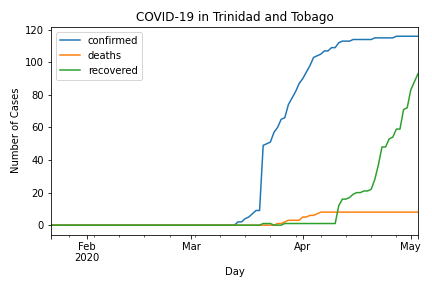 COVID-19 in Trinidad and Tobago
confirmed
deaths
recovered
120
100
80
60
40
20
0
Number of Cases
Feb
2020
Mar
Apr
May
Day